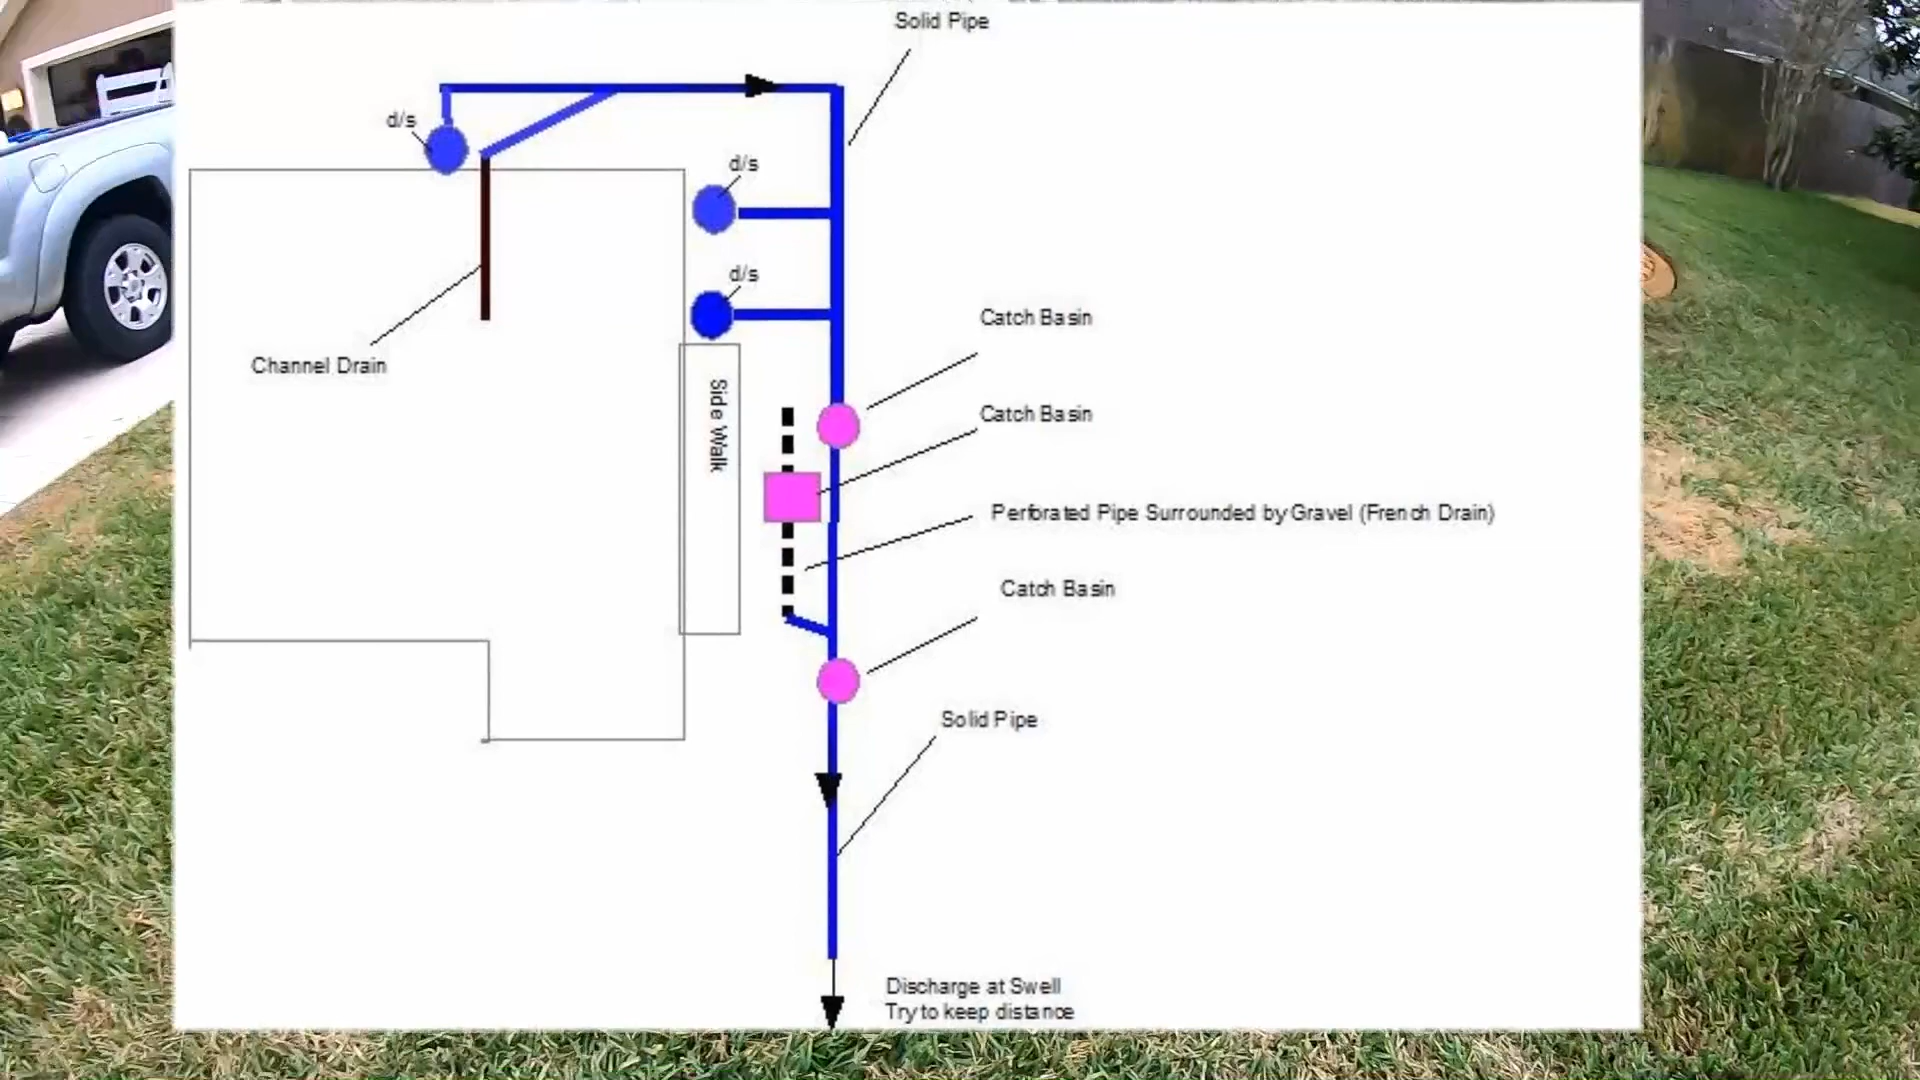 Solid Pipe
d/s
d/s
d/s
Catch Basin
Channel Drain
Side Walk
Catch Basin
Perforated Pipe Surrounded by Gravel (French Drain)
Catch Basin
Solid Pipe
Discharge at Swell
Try to keep distance